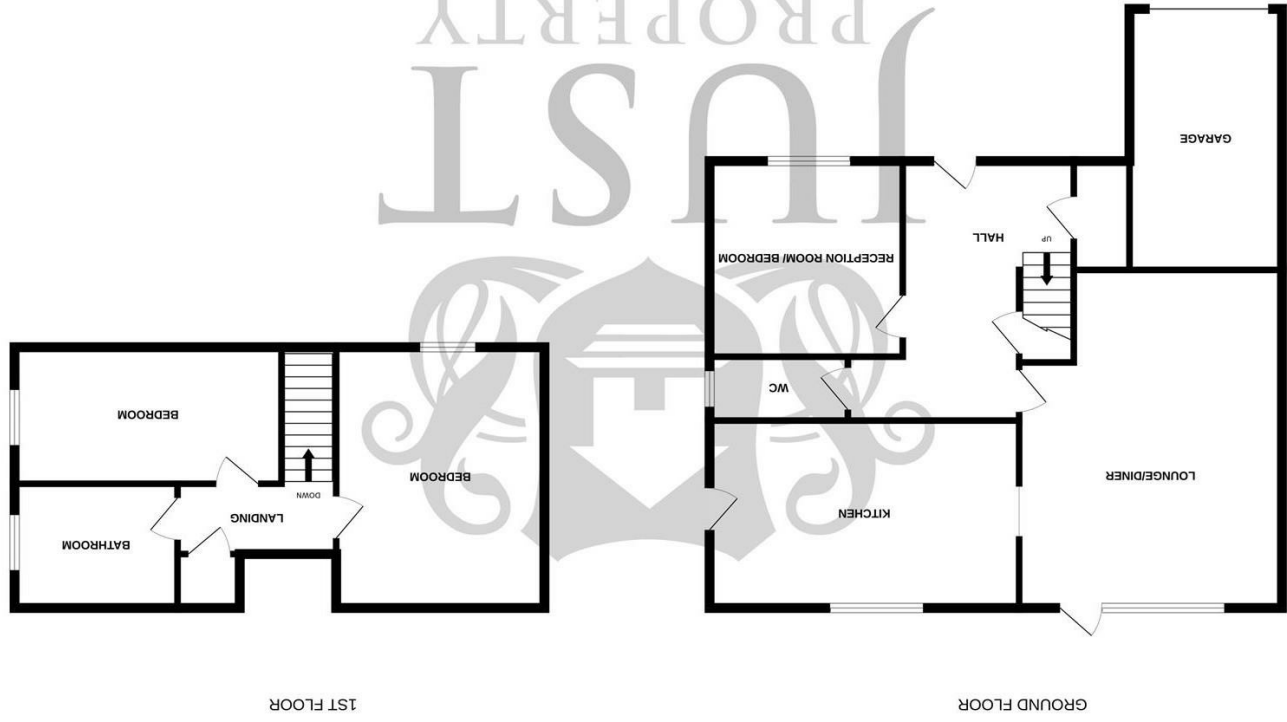 GROUND FLOOR
1ST FLOOR
LOUNGE/DINER
KITCHEN
WC
RECEPTION ROOM/ BEDROOM
HALL
UP
GARAGE
BEDROOM
BATHROOM
LANDING
DOWN
BEDROOM
JUST
PROPERTY